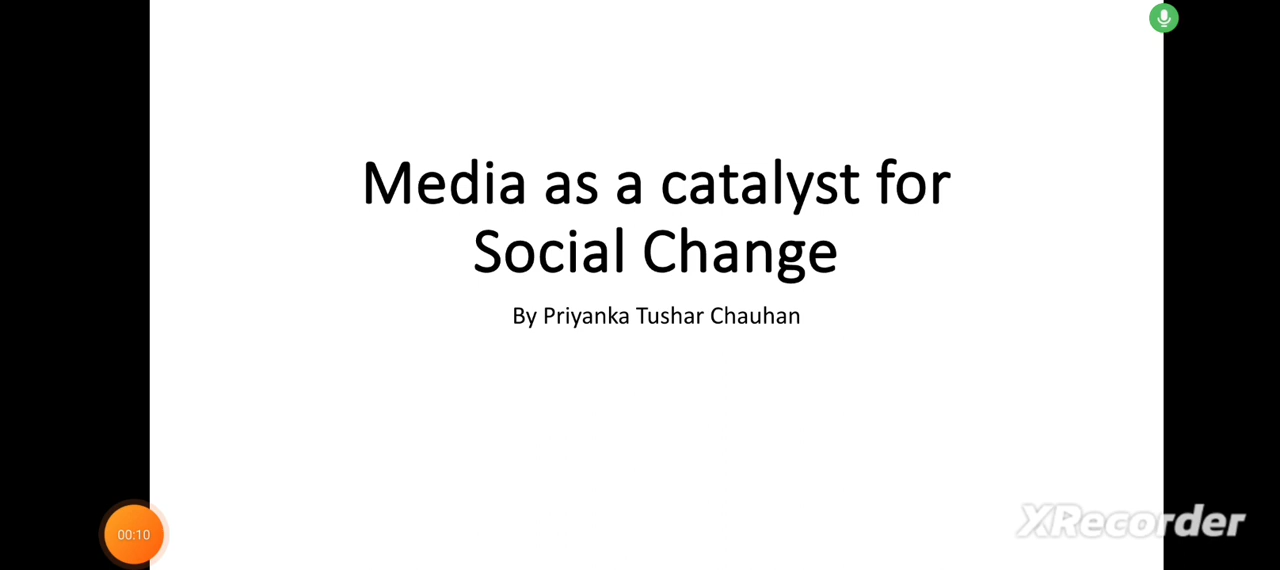 Media as a catalyst for
Social Change
By Priyanka Tushar Chauhan
00:10
XRecorder